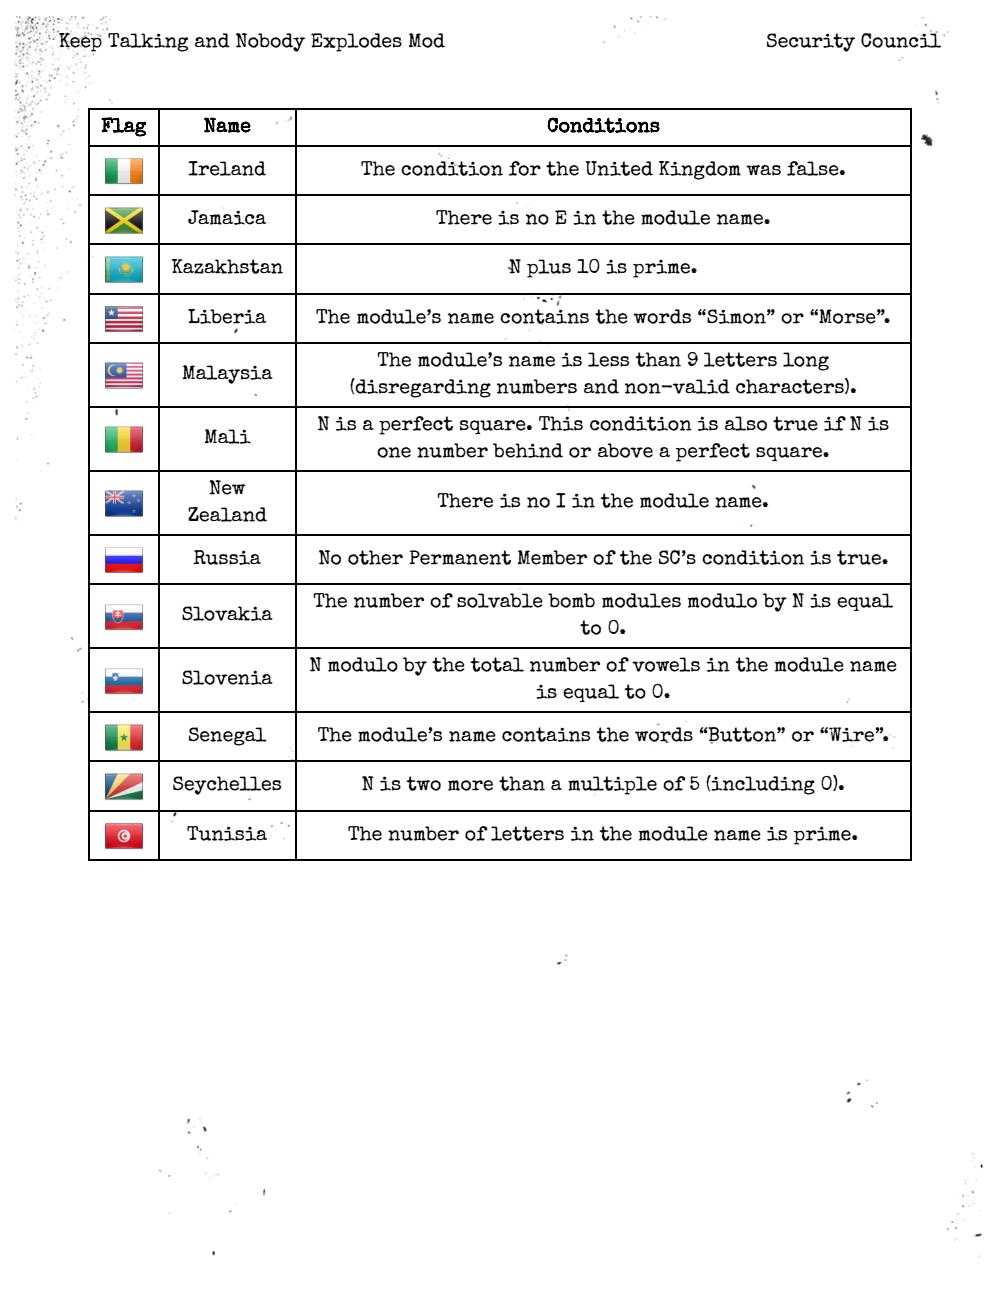 Keep Talking and Nobody Explodes Mod
Security Council
Flag Name Conditions
Ireland The condition for the United Kingdom was false.
Jamaica There is no E in the module name.
Kazakhstan N plus 10 is prime.
Liberia The module's name contains the words “Simon” or “Morse”.
Malaysia The module's name is less than 9 letters long
(disregarding numbers and non-valid characters).
Mali N is a perfect square. This condition is also true if N is
one number behind or above a perfect square.
New
Zealand There is no I in the module name.
Russia No other Permanent Member of the SC's condition is true.
Slovakia The number of solvable bomb modules modulo by N is equal
to 0.
Slovenia N modulo by the total number of vowels in the module name
is equal to 0.
Senegal The module's name contains the words “Button” or “Wire”.
Seychelles N is two more than a multiple of 5 (including 0).
Tunisia The number of letters in the module name is prime.